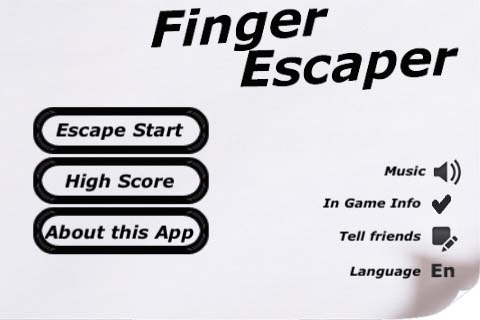 Finger
Escaper
Escape Start
High Score
About this App
Music
In Game Info
Tell friends
Language En